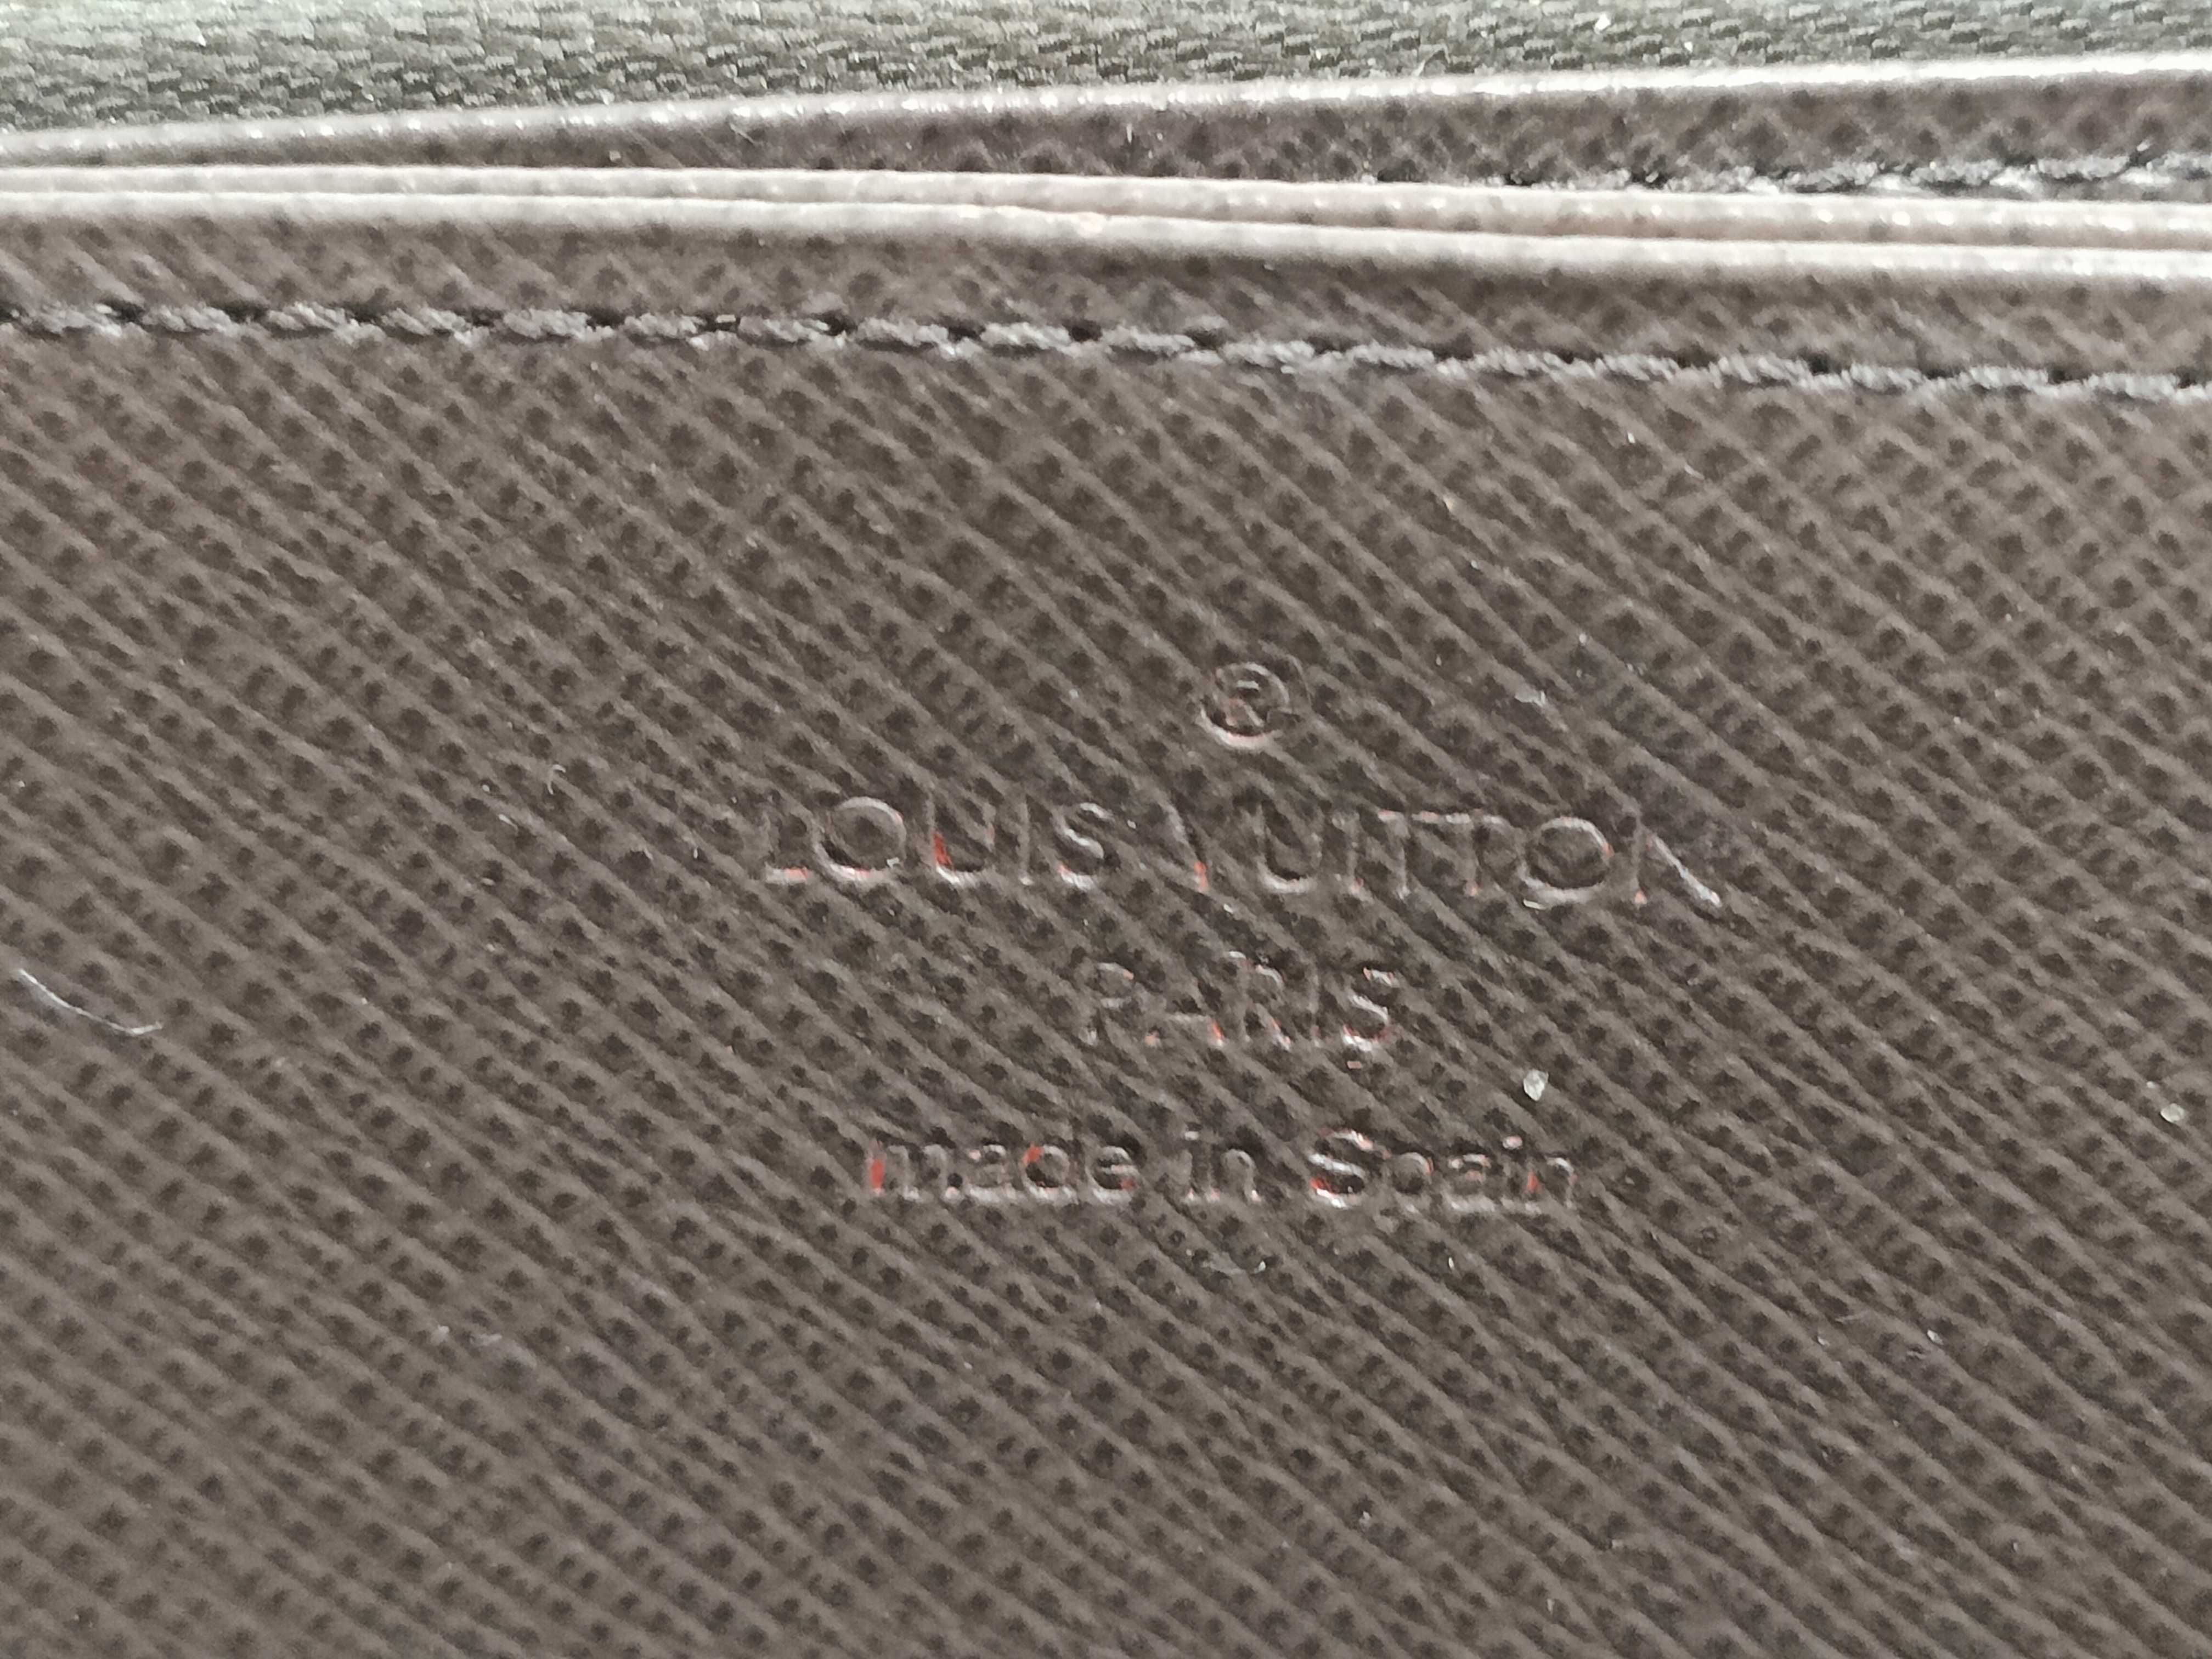 ®
LOUIS VUITTON
PARIS
made in Spain